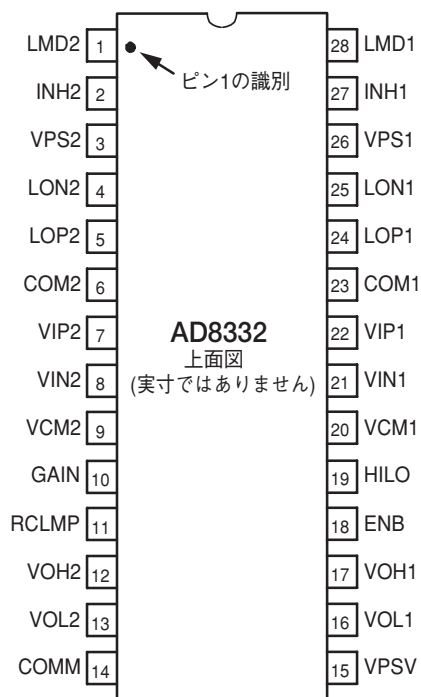 LMD2 1 28 LMD1
ピン1の識別
INH2 2 27 INH1
VPS2 3 26 VPS1
LON2 4 25 LON1
LOP2 5 24 LOP1
COM2 6 23 COM1
AD8332
VIP2 7 22 VIP1
上面図
(実寸ではありません)
VIN2 8 21 VIN1
VCM2 9 20 VCM1
GAIN 10 19 HILO
RCLMP 11 18 ENB
VOH2 12 17 VOH1
VOL2 13 16 VOL1
COMM 14 15 VPSV